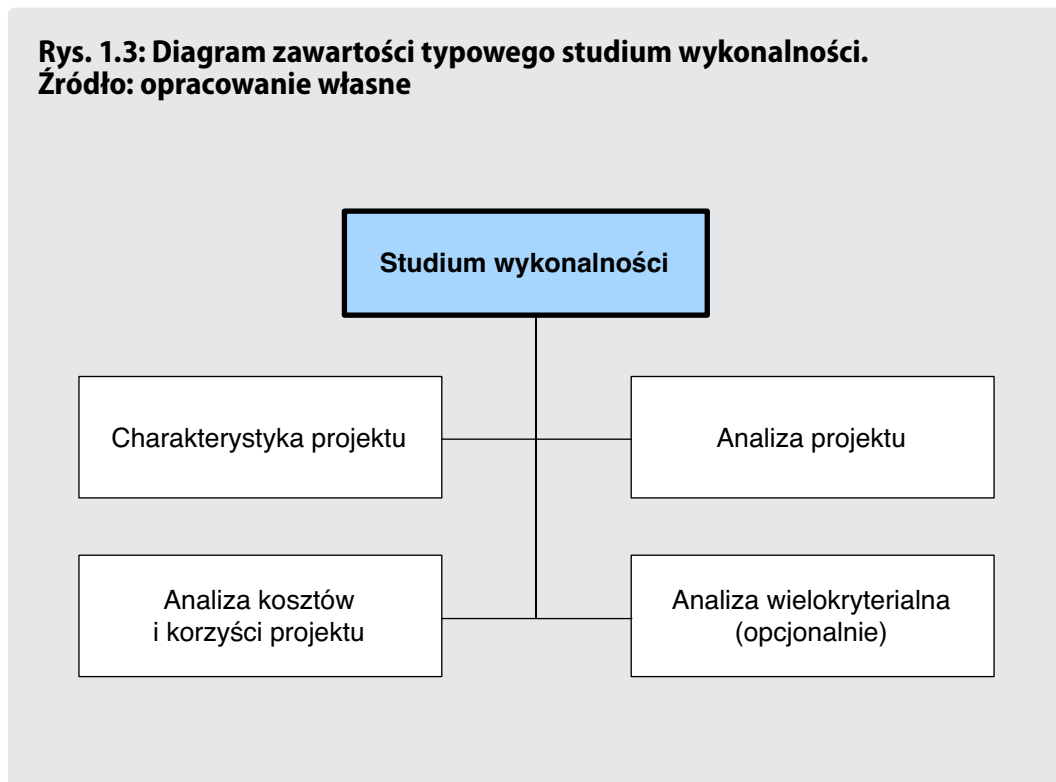 Rys. 1.3: Diagram zawartości typowego studium wykonalności.
Źródło: opracowanie własne
Studium wykonalności
Charakterystyka projektu
Analiza projektu
Analiza kosztów
i korzyści projektu
Analiza wielokryterialna
(opcjonalnie)